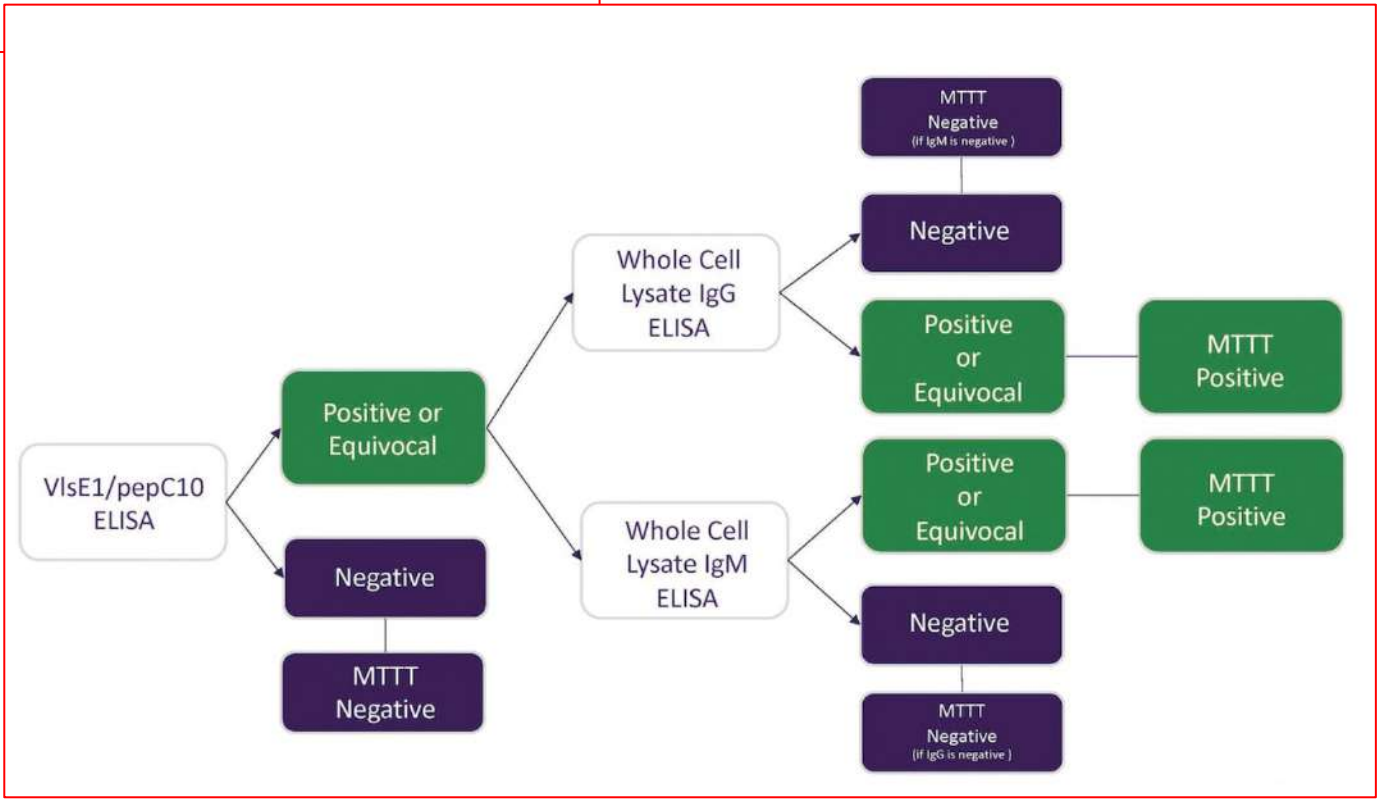 VlsE1/pepC10
ELISA
Positive or
Equivocal
Negative
MTTT
Negative
Whole Cell
Lysate IgG
ELISA
Whole Cell
Lysate IgM
ELISA
MTTT
Negative
(if IgM is negative )
Negative
Positive
or
Equivocal
MTTT
Positive
Positive
or
Equivocal
MTTT
Positive
Negative
MTTT
Negative
(if IgG is negative )